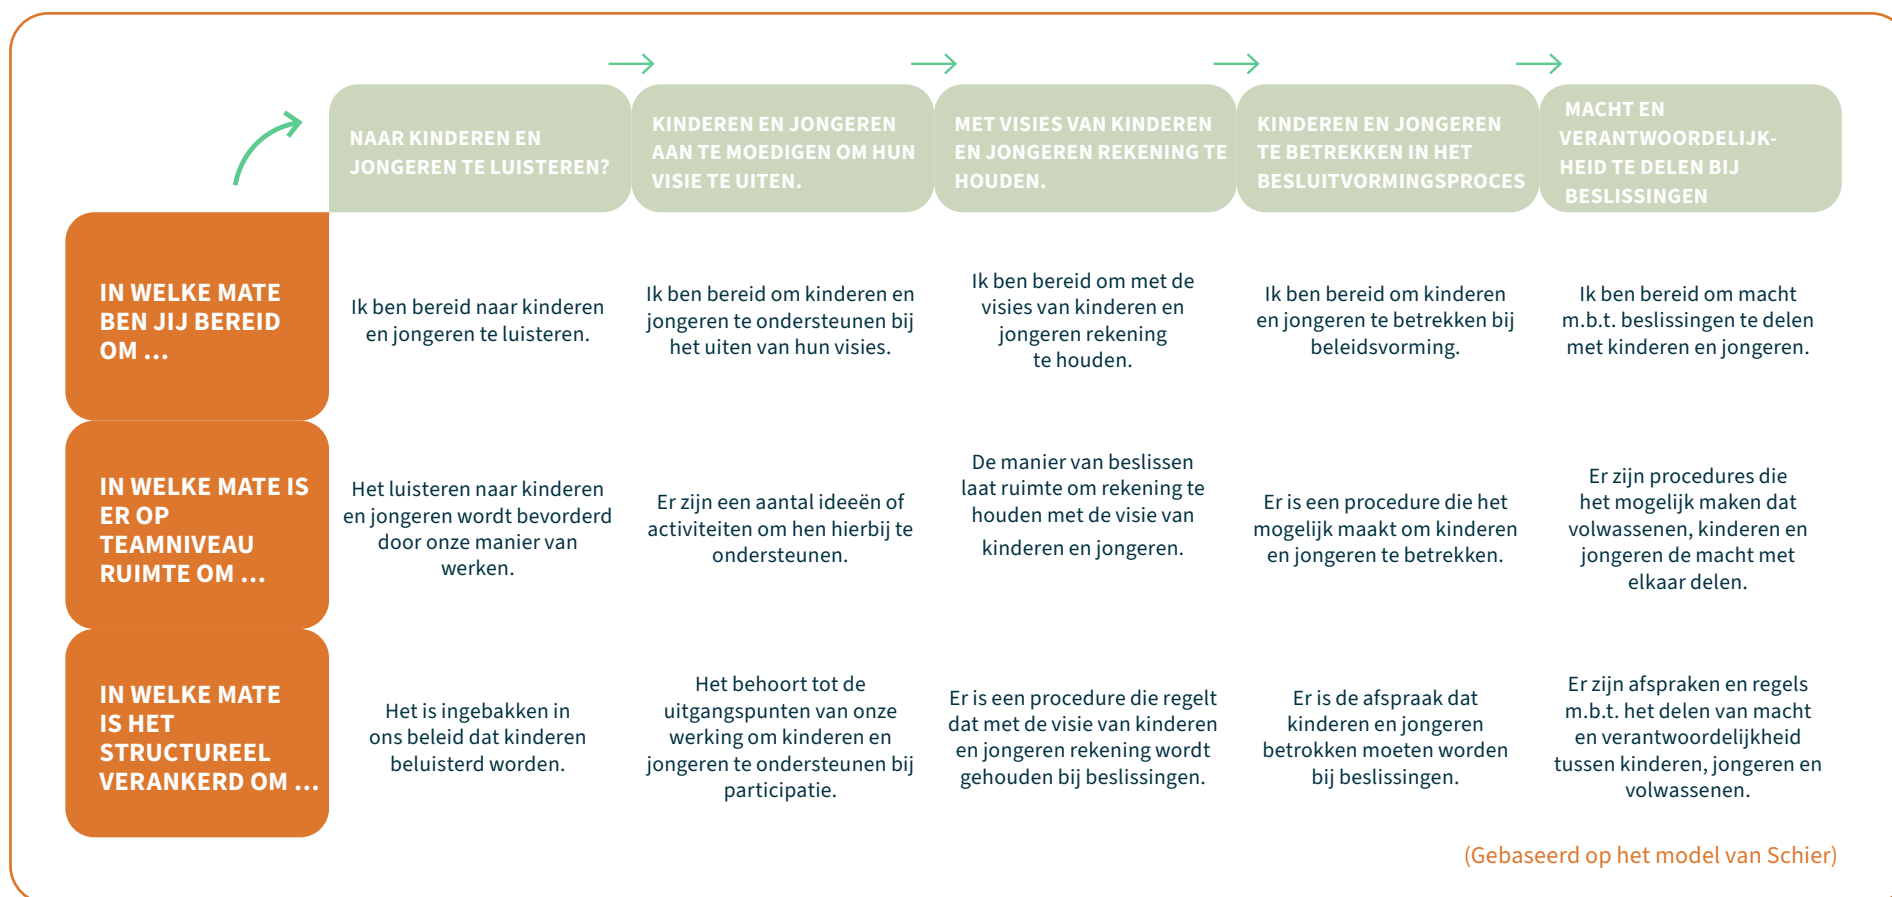 NAAR KINDEREN EN
JONGEREN TE LUISTEREN?
KINDEREN EN JONGEREN
AAN TE MOEDIGEN OM HUN
VISIE TE UITEN.
MET VISIES VAN KINDEREN
EN JONGEREN REKENING TE
HOUDEN.
KINDEREN EN JONGEREN
TE BETREKKEN IN HET
BESLUITVORMINGSPROCES
MACHT EN
VERANTWOORDELIJK-
HEID TE DELEN BIJ
BESLISSINGEN
IN WELKE MATE
BEN JIJ BEREID
OM ...
Ik ben bereid naar kinderen
en jongeren te luisteren.
Ik ben bereid om kinderen en
jongeren te ondersteunen bij
het uiten van hun visies.
Ik ben bereid om met de
visies van kinderen en
jongeren rekening
te houden.
Ik ben bereid om kinderen
en jongeren te betrekken bij
beleidsvorming.
Ik ben bereid om macht
m.b.t. beslissingen te delen
met kinderen en jongeren.
IN WELKE MATE IS
ER OP
TEAMNIVEAU
RUIMTE OM ...
Het luisteren naar kinderen
en jongeren wordt bevorderd
door onze manier van
werken.
Er zijn een aantal ideeën of
activiteiten om hen hierbij te
ondersteunen.
De manier van beslissen
laat ruimte om rekening te
houden met de visie van
kinderen en jongeren.
Er is een procedure die het
mogelijk maakt om kinderen
en jongeren te betrekken.
Er zijn procedures die
het mogelijk maken dat
volwassenen, kinderen en
jongeren de macht met
elkaar delen.
IN WELKE MATE
IS HET
STRUCTUREEL
VERANKERD OM ...
Het is ingebakken in
ons beleid dat kinderen
beluisterd worden.
Het behoort tot de
uitgangspunten van onze
werking om kinderen en
jongeren te ondersteunen bij
participatie.
Er is een procedure die regelt
dat met de visie van kinderen
en jongeren rekening wordt
gehouden bij beslissingen.
Er is de afspraak dat
kinderen en jongeren
betrokken moeten worden
bij beslissingen.
Er zijn afspraken en regels
m.b.t. het delen van macht
en verantwoordelijkheid
tussen kinderen, jongeren en
volwassenen.
(Gebaseerd op het model van Schier)